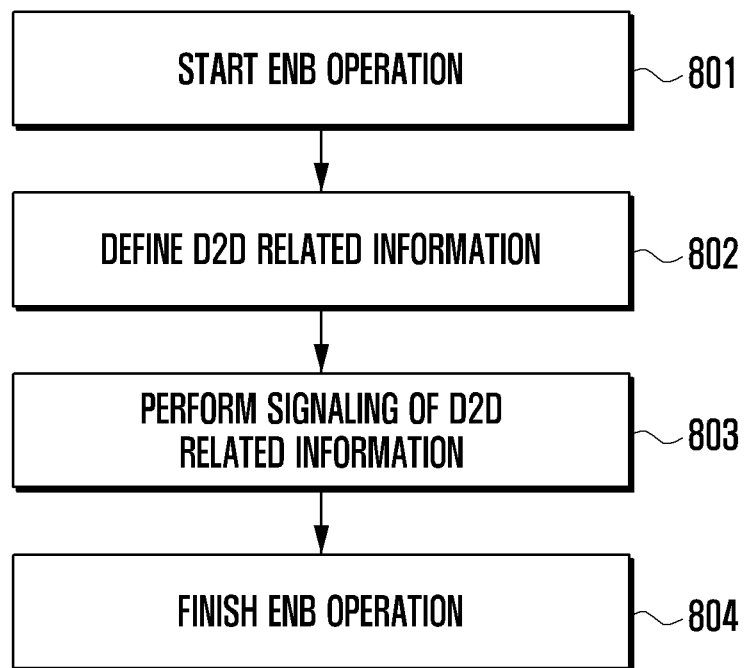 START ENB OPERATION
801
DEFINE D2D RELATED INFORMATION
802
PERFORM SIGNALING OF D2D
RELATED INFORMATION
803
FINISH ENB OPERATION
804